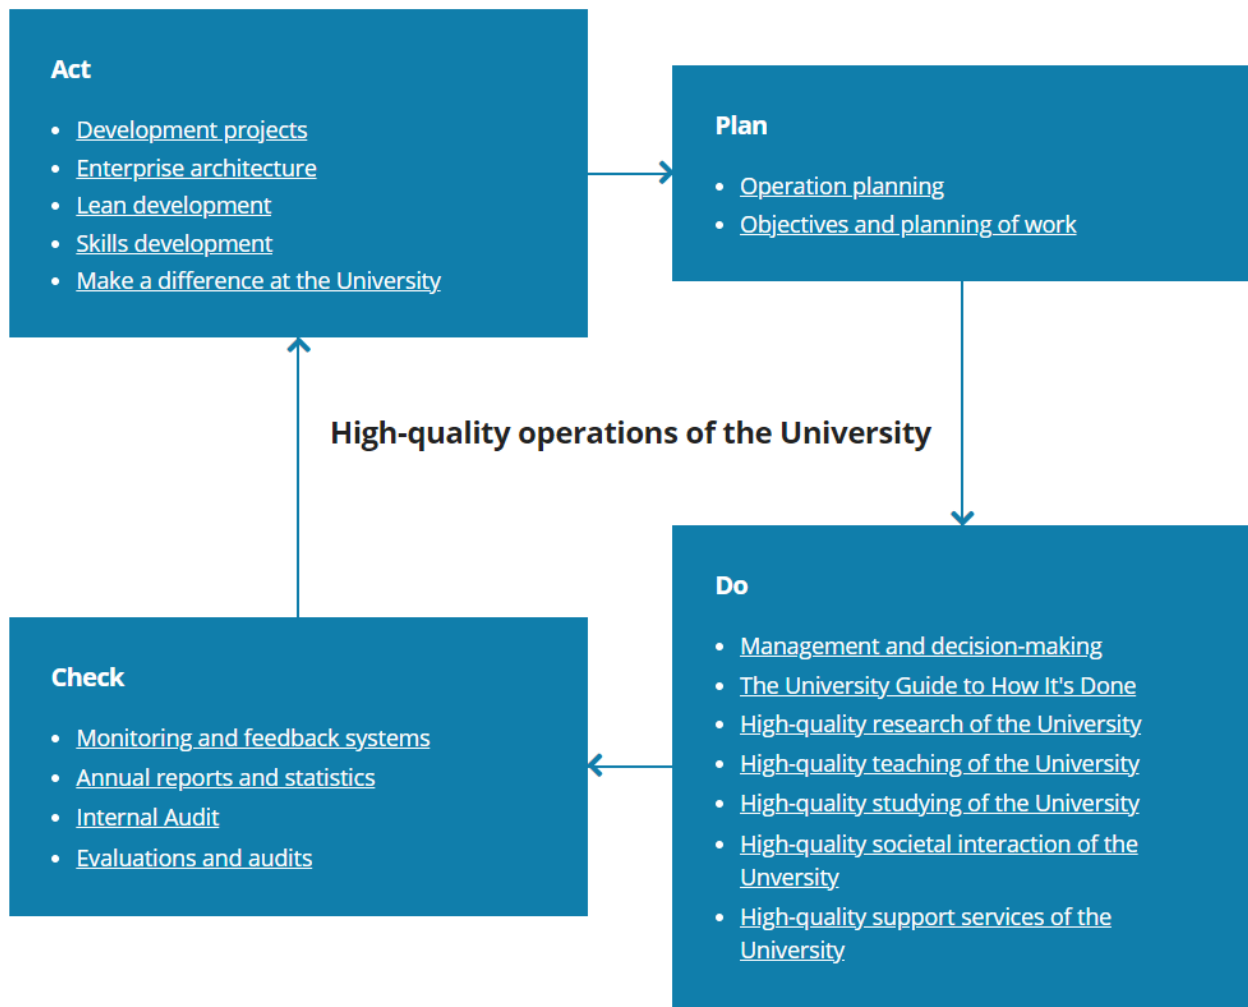 Act
• Development projects
• Enterprise architecture
• Lean development
• Skills development
• Make a difference at the University
Plan
• Operation planning
• Objectives and planning of work
High-quality operations of the University
Do
• Management and decision-making
• The University Guide to How It's Done
• High-quality research of the University
• High-quality teaching of the University
• High-quality studying of the University
• High-quality societal interaction of the
Unversity
• High-quality support services of the
University
Check
• Monitoring and feedback systems
• Annual reports and statistics
• Internal Audit
• Evaluations and audits